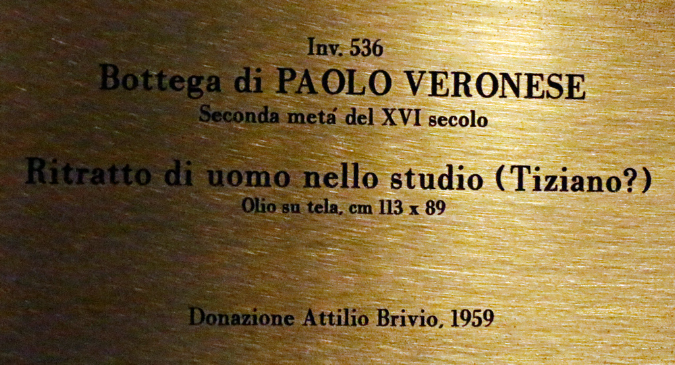 Inv. 536
Bottega di PAOLO VERONESE
Seconda metá del XVI secolo
Ritratto di uomo nello studio (Tiziano?)
Olio su tela, cm 113 x 89
Donazione Attilio Brivio, 1959